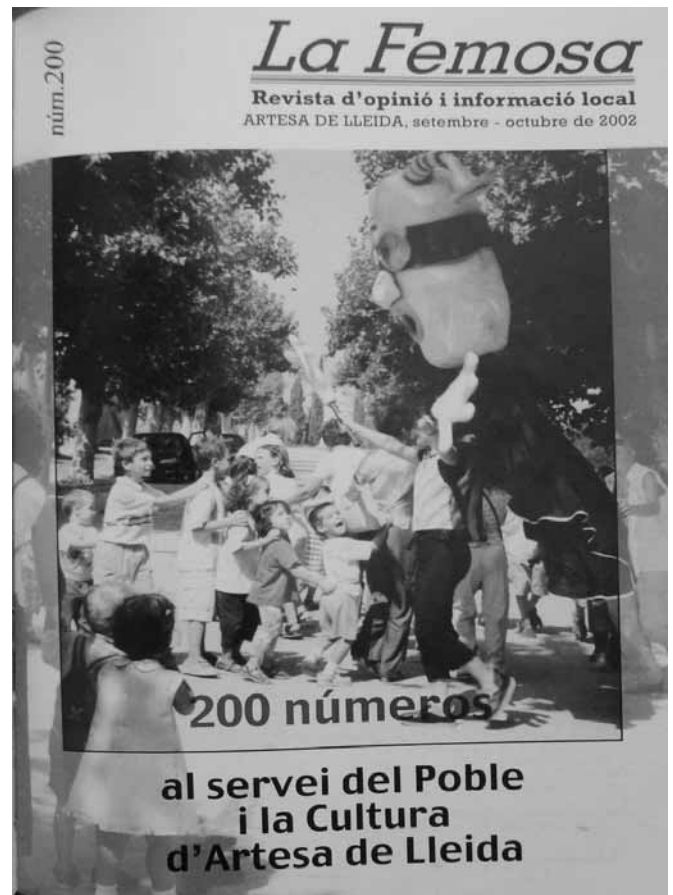 núm.200
La Femosa
Revista d'opinió i informació local
ARTESA DE LLEIDA, setembre - octubre de 2002
200 números
al servei del Poble
i la Cultura
d'Artesa de Lleida